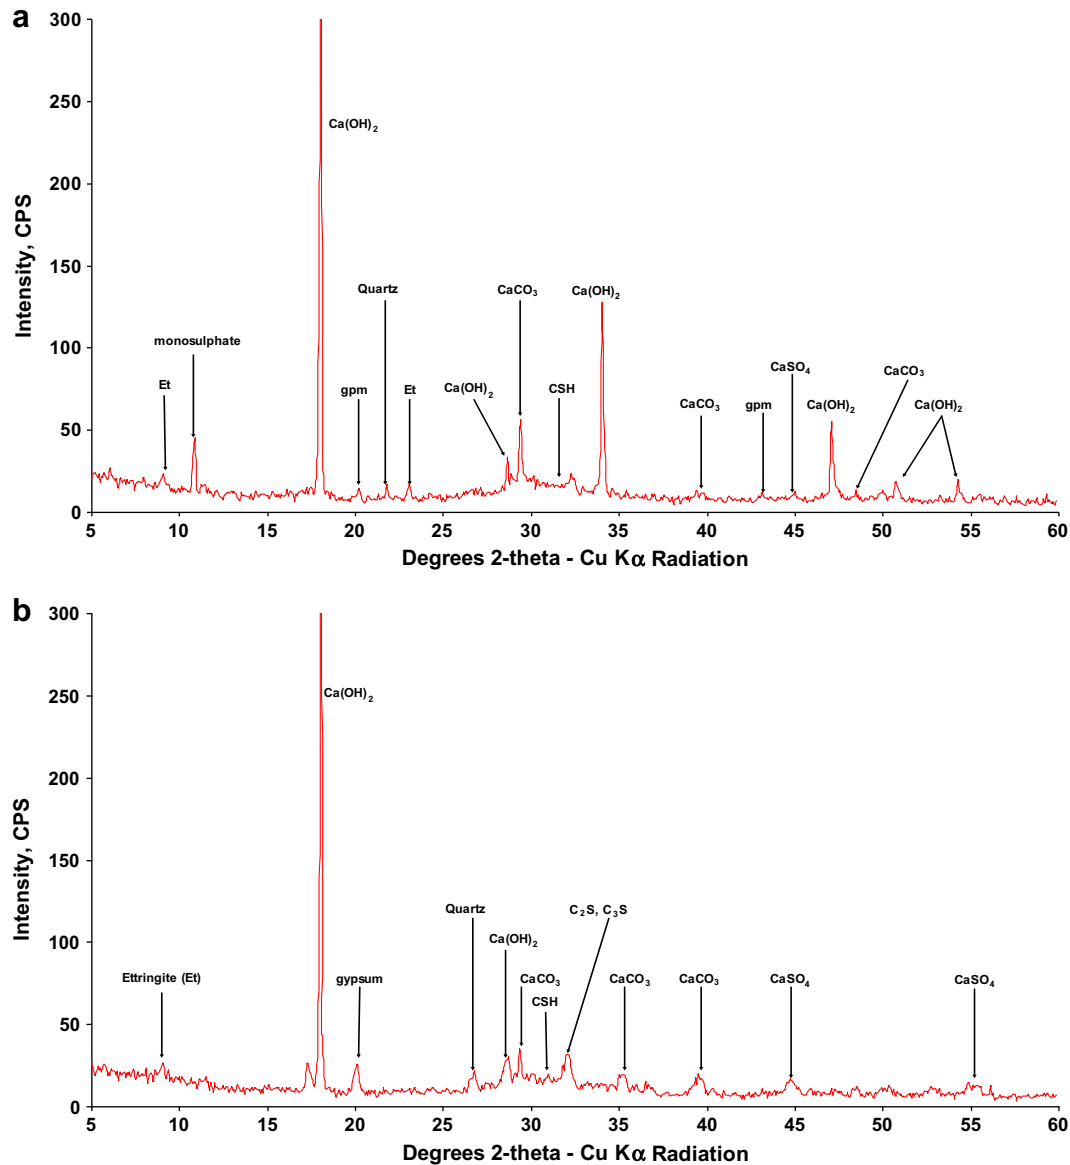 a
300
250
200
150
100
50
0
Intensity, CPS
Ca(OH)2
Quartz
CaCO3
Ca(OH)2
monosulphate
CaSO4
CaCO3
Et
gpm
Et
Ca(OH)2
CSH
CaCO3
gpm
Ca(OH)2
Ca(OH)2
5 10 15 20 25 30 35 40 45 50 55 60
Degrees 2-theta - Cu Kα Radiation
b
300
250
200
150
100
50
0
Intensity, CPS
Ca(OH)2
Quartz
C2S, C3S
Ca(OH)2
Ettringite (Et)
gypsum
CaCO3
CaCO3
CaCO3
CaSO4
CaSO4
CSH
5 10 15 20 25 30 35 40 45 50 55 60
Degrees 2-theta - Cu Kα Radiation